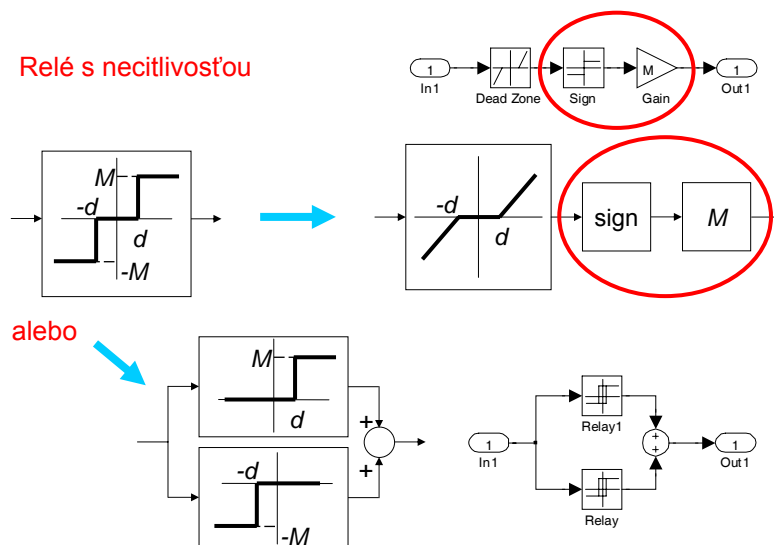 Relé s necitlivosťou
1
In1
Dead Zone
Sign
M
Gain
1
Out1
M
-d
d
-M
-d
d
sign
M
alebo
M
d
-d
-M
+
+
1
In1
Relay1
Relay
+
+
1
Out1